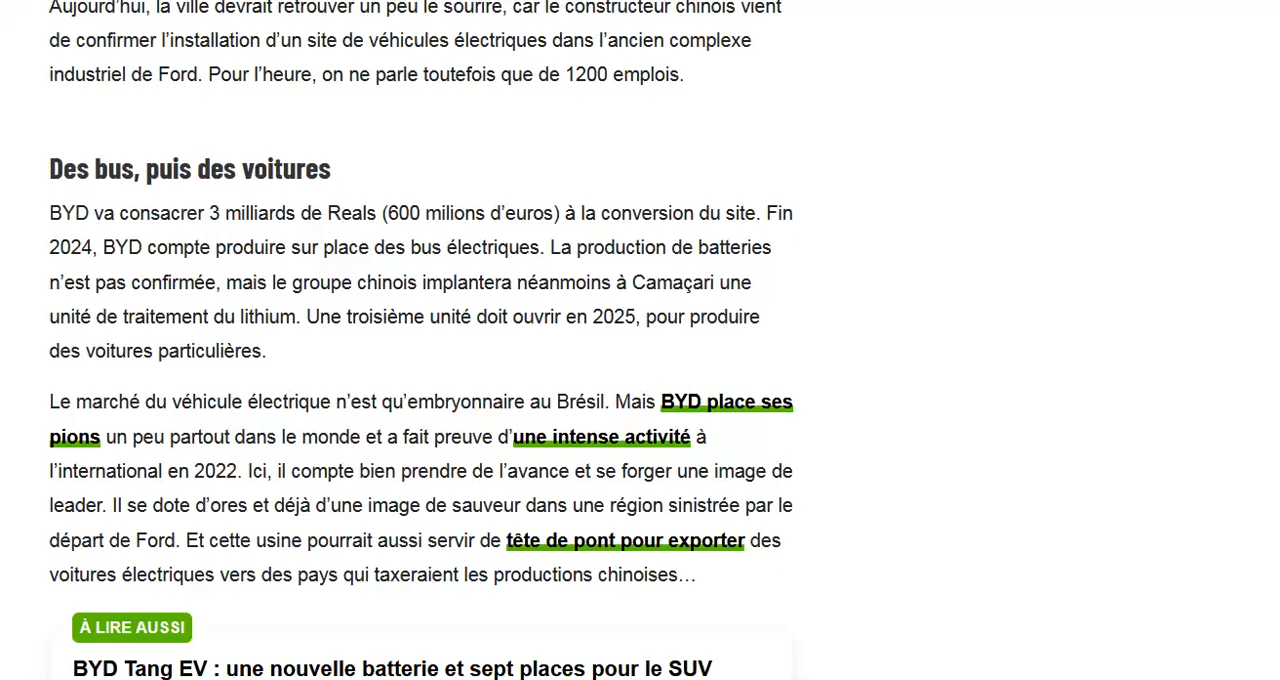 Aujourd’hui, la ville devrait retrouver un peu le sourire, car le constructeur chinois vient
de confirmer l’installation d’un site de véhicules électriques dans l’ancien complexe
industriel de Ford. Pour l’heure, on ne parle toutefois que de 1200 emplois.
Des bus, puis des voitures
BYD va consacrer 3 milliards de Reals (600 milions d’euros) à la conversion du site. Fin
2024, BYD compte produire sur place des bus électriques. La production de batteries
n’est pas confirmée, mais le groupe chinois implantera néanmoins à Camaçari une
unité de traitement du lithium. Une troisième unité doit ouvrir en 2025, pour produire
des voitures particulières.
Le marché du véhicule électrique n’est qu’embryonnaire au Brésil. Mais BYD place ses
pions un peu partout dans le monde et a fait preuve d’une intense activité à
l’international en 2022. Ici, il compte bien prendre de l’avance et se forger une image de
leader. Il se dote d’ores et déjà d’une image de sauveur dans une région sinistrée par le
départ de Ford. Et cette usine pourrait aussi servir de tête de pont pour exporter des
voitures électriques vers des pays qui taxeraient les productions chinoises…
À LIRE AUSSI
BYD Tang EV : une nouvelle batterie et sept places pour le SUV